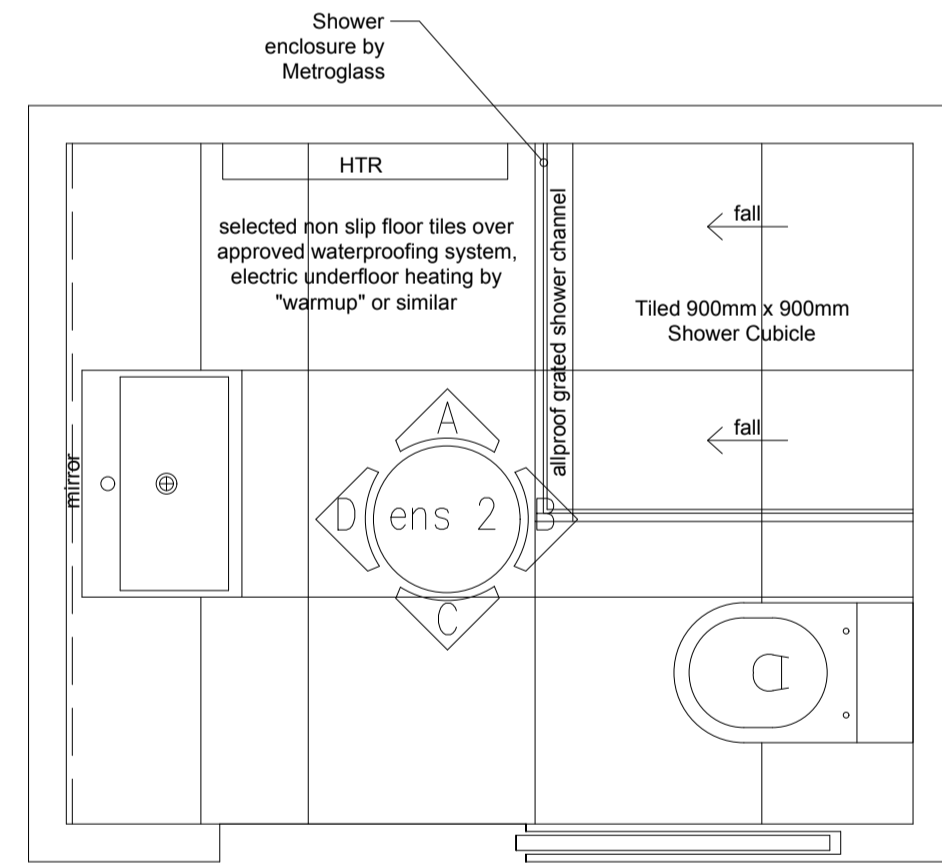 Shower
enclosure by
Metroglass
HTR
selected non slip floor tiles over
approved waterproofing system,
electric underfloor heating by
"warmup" or similar
allproof grated shower channel
fall
Tiled 900mm x 900mm
Shower Cubicle
fall
mirror
A
D
ens 2
B
C